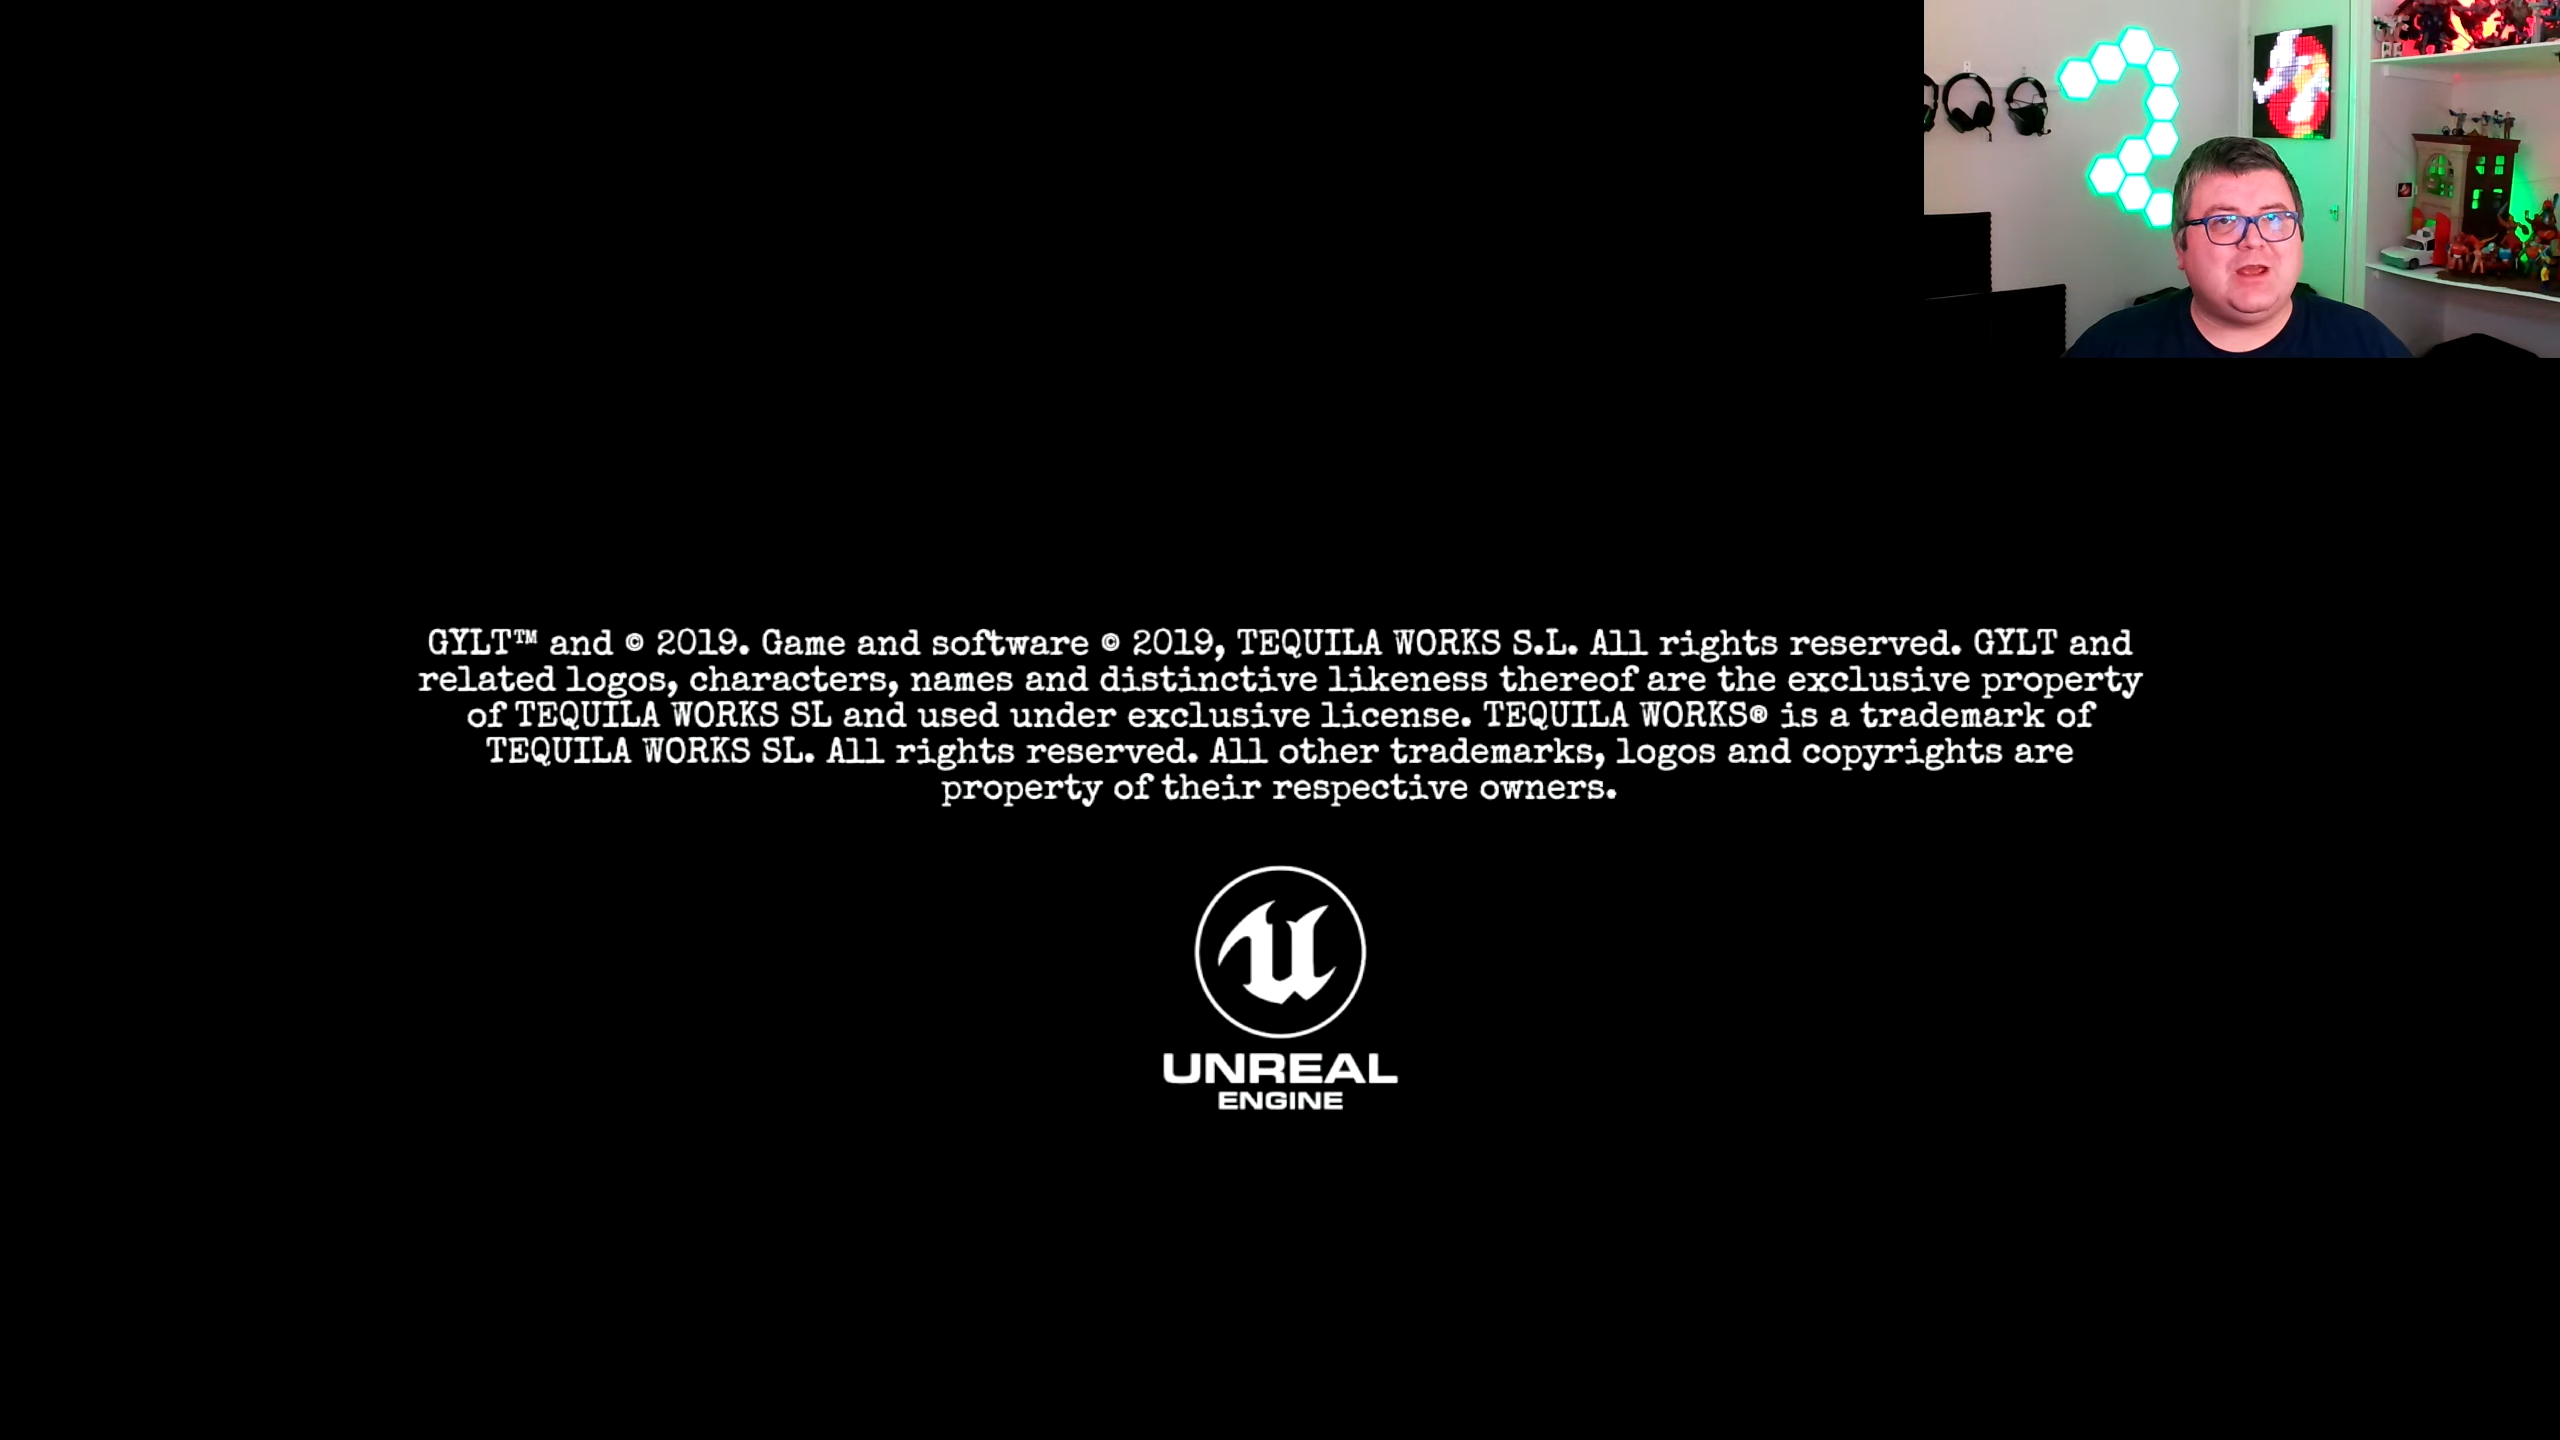 GYLT™ and © 2019. Game and software © 2019, TEQUILA WORKS S.L. All rights reserved. GYLT and
related logos, characters, names and distinctive likeness thereof are the exclusive property
of TEQUILA WORKS SL and used under exclusive license. TEQUILA WORKS® is a trademark of
TEQUILA WORKS SL. All rights reserved. All other trademarks, logos and copyrights are
property of their respective owners.
UNREAL
ENGINE